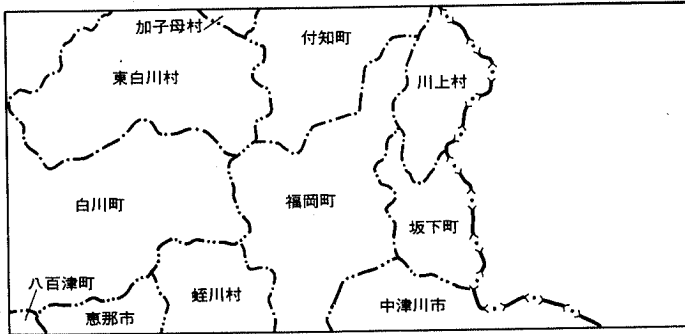 加子母村
付知町
東白川村
川上村
白川町
福岡町
坂下町
八百津町
恵那市
蛭川村
中津川市